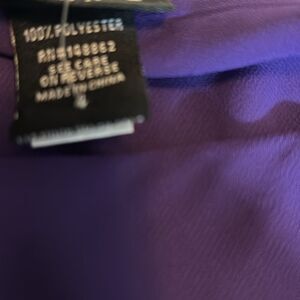 100% POLYESTER
RN#148862
SEE CARE
ON REVERSE
MADE IN CHINA